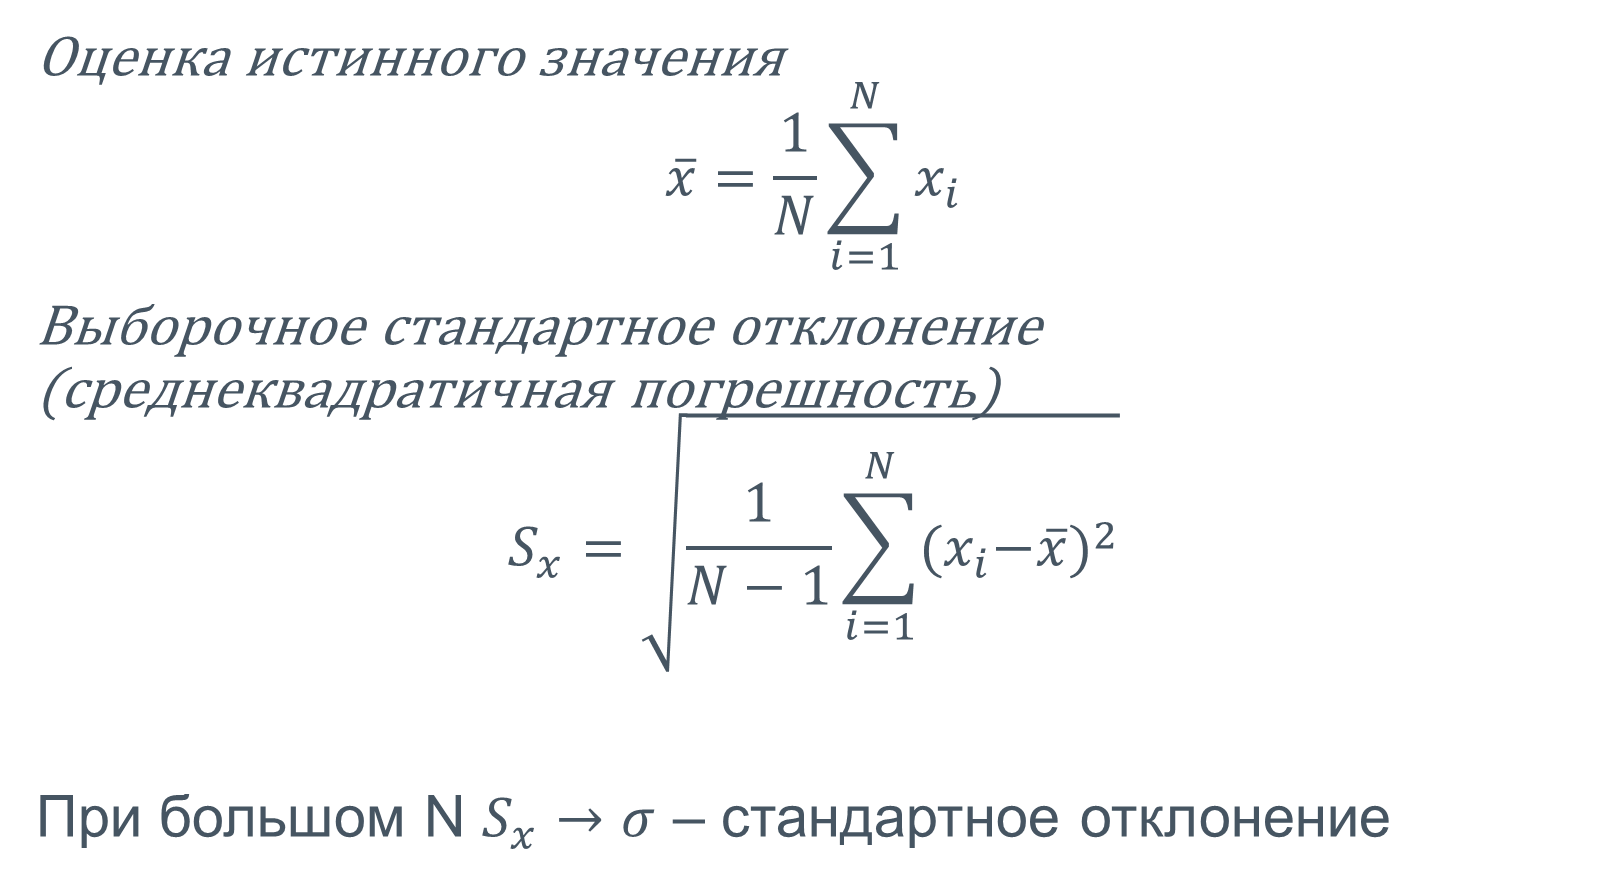 Оценка истинного значения
x̄ = 1/N ∑_{i=1}^{N} x_i
Выборочное стандартное отклонение
(среднеквадратичная погрешность)
S_x = √(1/(N − 1) ∑_{i=1}^{N} (x_i−x̄)²)
При большом N S_x → σ – стандартное отклонение